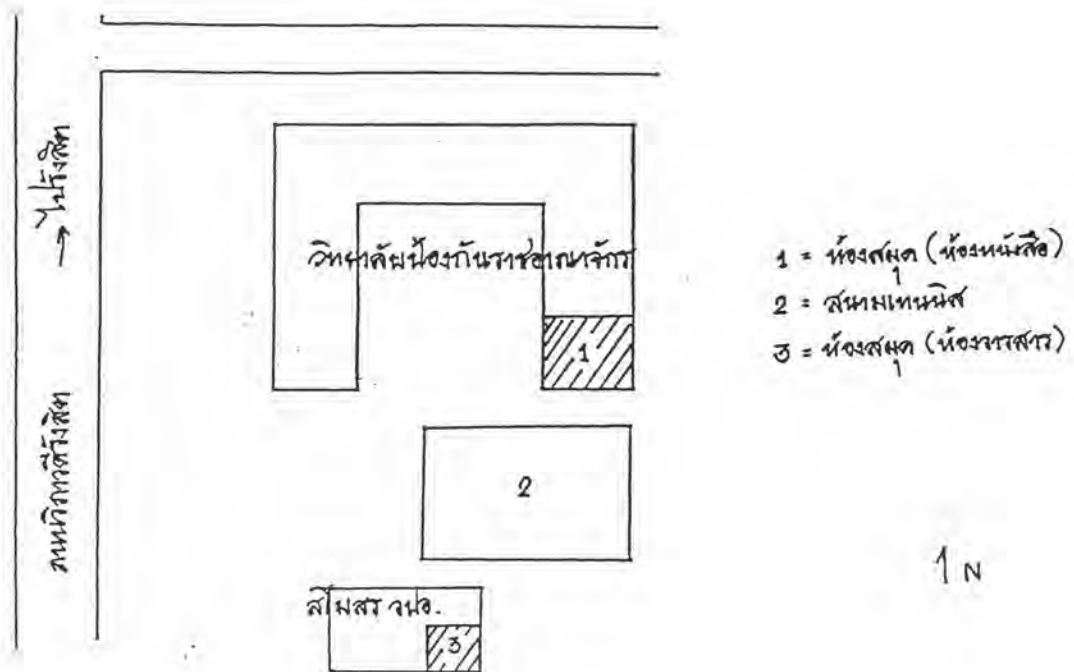 → ไปรังสิต
วิทยาลัยป้องกันราชอาณาจักร
1 = ห้องสมุด (ห้องหนังสือ)
2 = สนามเทนนิส
3 = ห้องสมุด (ห้องวารสาร)
1
ถนนวิภาวดีรังสิต
2
N
สโมสร วปอ.
3